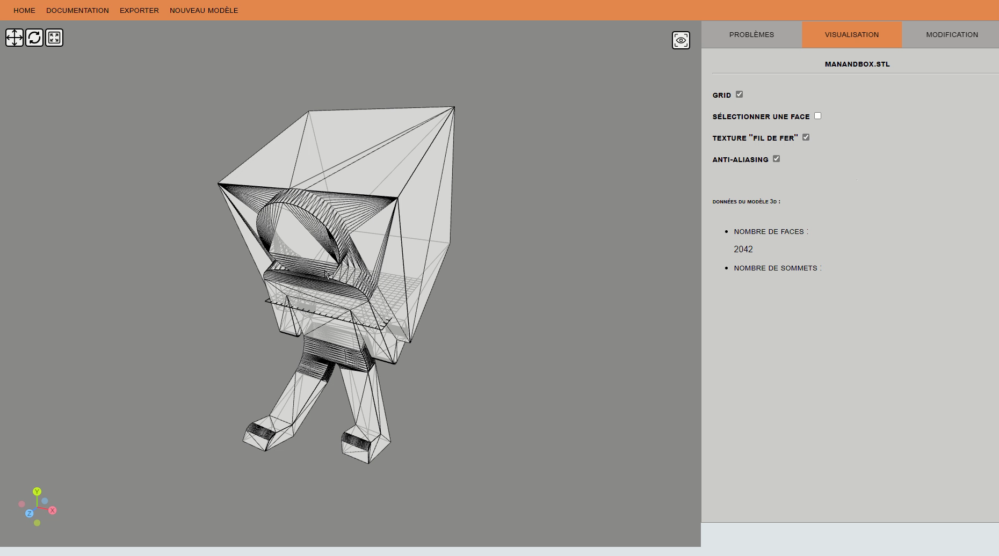 HOME DOCUMENTATION EXPORTER NOUVEAU MODÈLE
PROBLÈMES VISUALISATION MODIFICATION
MANANDBOX.STL
GRID
SÉLECTIONNER UNE FACE
TEXTURE "FIL DE FER"
ANTI-ALIASING
DONNÉES DU MODÈLE 3D :
NOMBRE DE FACES :
2042
NOMBRE DE SOMMETS :
Y
X
Z